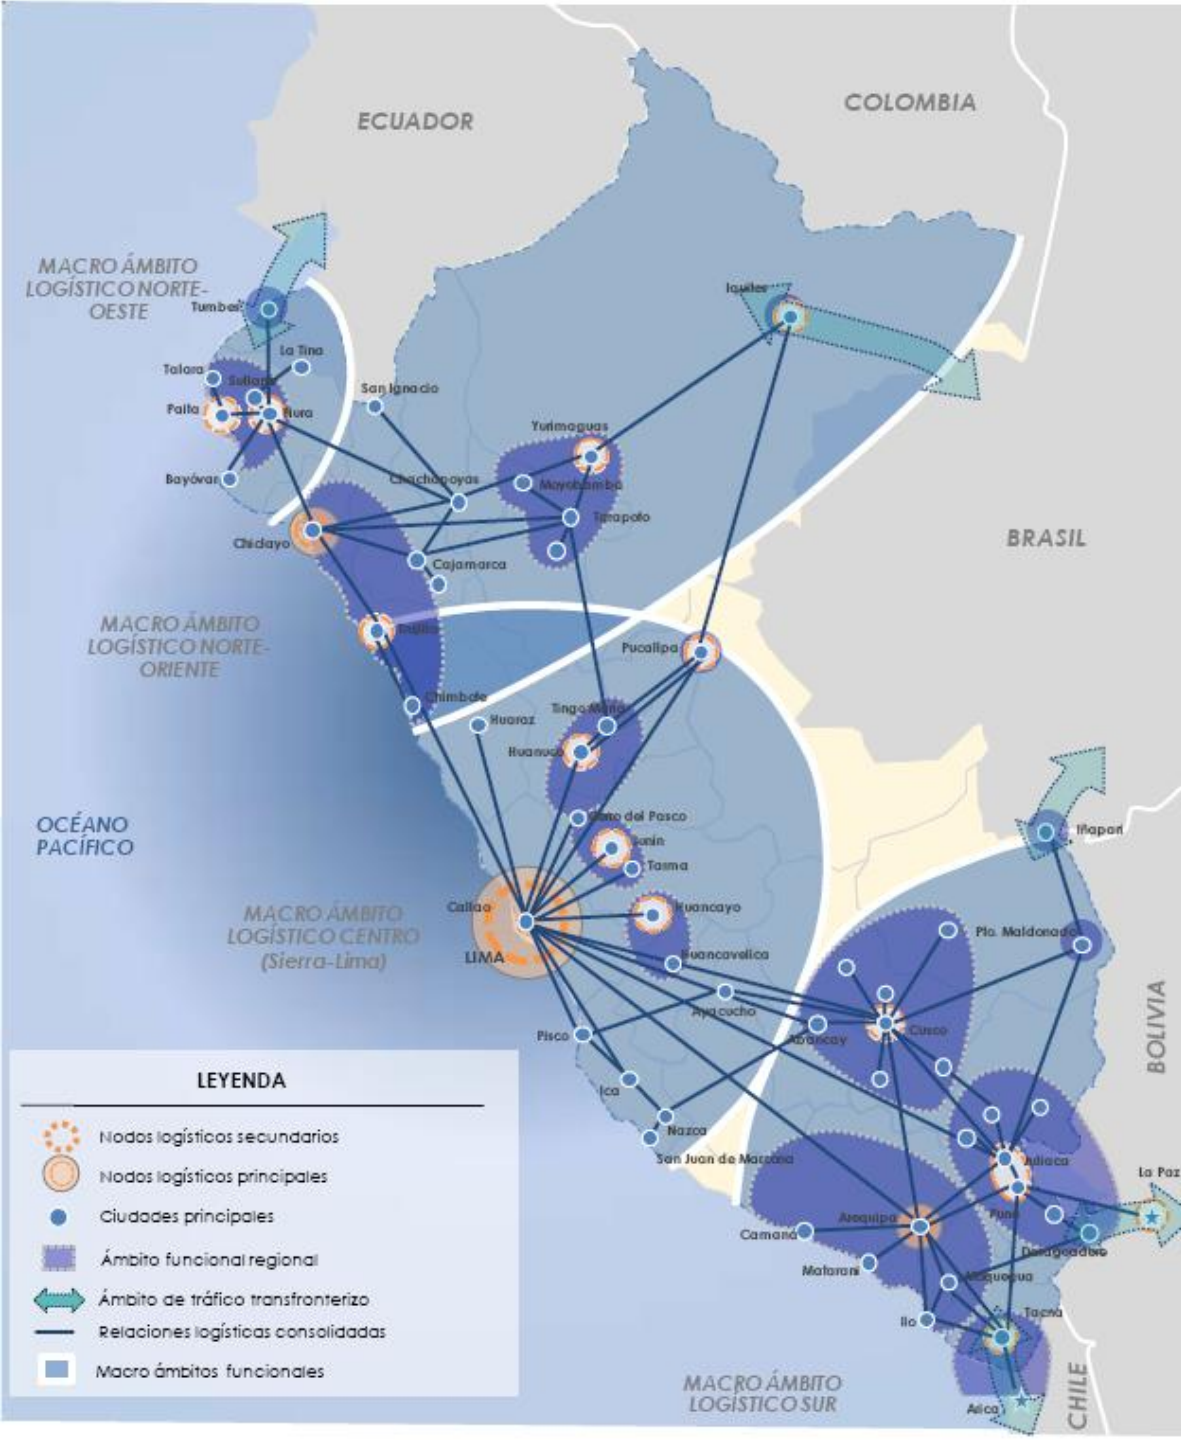 ECUADOR
COLOMBIA
MACRO ÁMBITO
LOGÍSTICO NORTE-
OESTE
Tumbes
Iquitos
La Tina
Talara
Sullana
San Ignacio
Paita
Piura
Yurimaguas
Bayóvar
Chachapoyas
Moyobamba
Tarapoto
Chiclayo
Cajamarca
BRASIL
MACRO ÁMBITO
LOGÍSTICO NORTE-
ORIENTE
Trujillo
Pucallpa
Chimbote
Huaraz
Tingo María
Huanuco
OCÉANO
PACÍFICO
Cerro del Pasco
Junín
Tarma
Iñapari
MACRO ÁMBITO
LOGÍSTICO CENTRO
(Sierra-Lima)
Callao
LIMA
Huancayo
Huancavelica
Pto. Maldonado
Ayacucho
Abancay
Cusco
BOLIVIA
Pisco
Ica
Nazca
San Juan de Marcona
Juliaca
La Paz
Puno
Desaguadero
Arequipa
Camaná
Matarani
Moquegua
Ilo
Tacna
MACRO ÁMBITO
LOGÍSTICO SUR
Arica
CHILE
LEYENDA
Nodos logísticos secundarios
Nodos logísticos principales
Ciudades principales
Ámbito funcional regional
Ámbito de tráfico transfronterizo
Relaciones logísticas consolidadas
Macro ámbitos funcionales